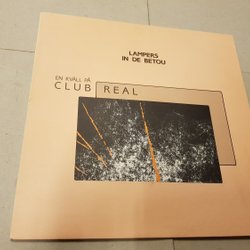 LAMPERS
IN DE BETOU
EN KVÄLL PÅ
CLUB REAL